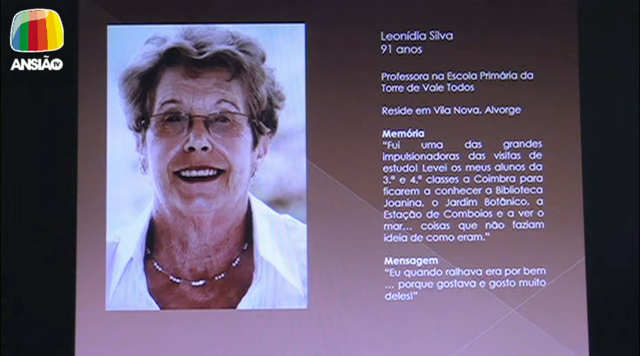 ANSIÃO TV
Leonídia Silva
91 anos
Professora na Escola Primária da
Torre de Vale Todos
Reside em Vila Nova, Alvorge
Memória
"Fui uma das grandes
impulsionadoras das visitas de
estudo! Levei os meus alunos da
3.ª e 4.ª classes a Coimbra para
ficarem a conhecer a Biblioteca
Joanina, o Jardim Botânico, a
Estação de Comboios e a ver o
mar... coisas que não faziam
ideia de como eram."
Mensagem
"Eu quando ralhava era por bem
... porque gostava e gosto muito
deles!"